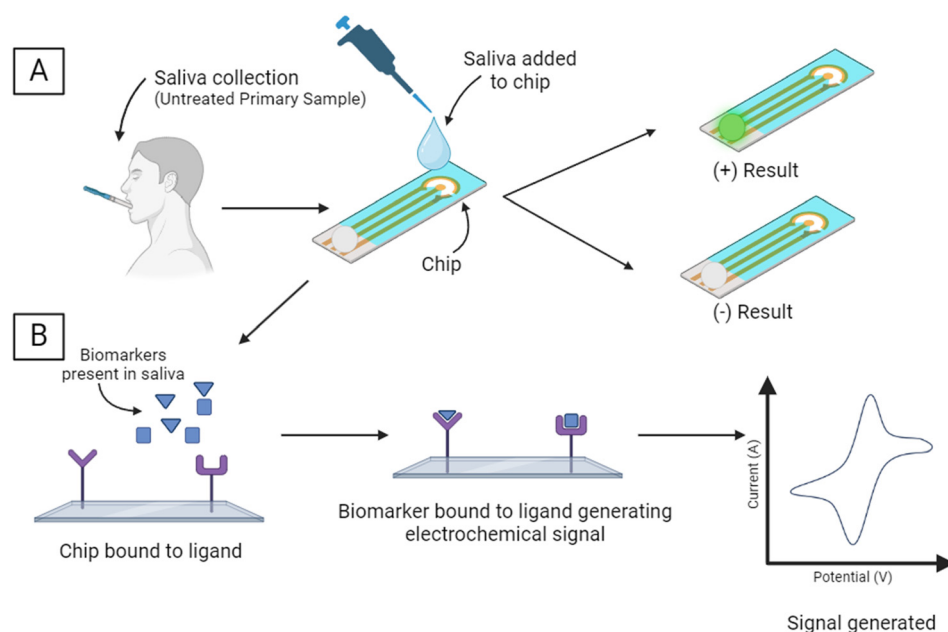 A
Saliva collection
(Untreated Primary Sample)
Saliva added
to chip
Chip
(+) Result
(-) Result
B
Biomarkers
present in saliva
Chip bound to ligand
Biomarker bound to ligand generating
electrochemical signal
Current (A)
Potential (V)
Signal generated